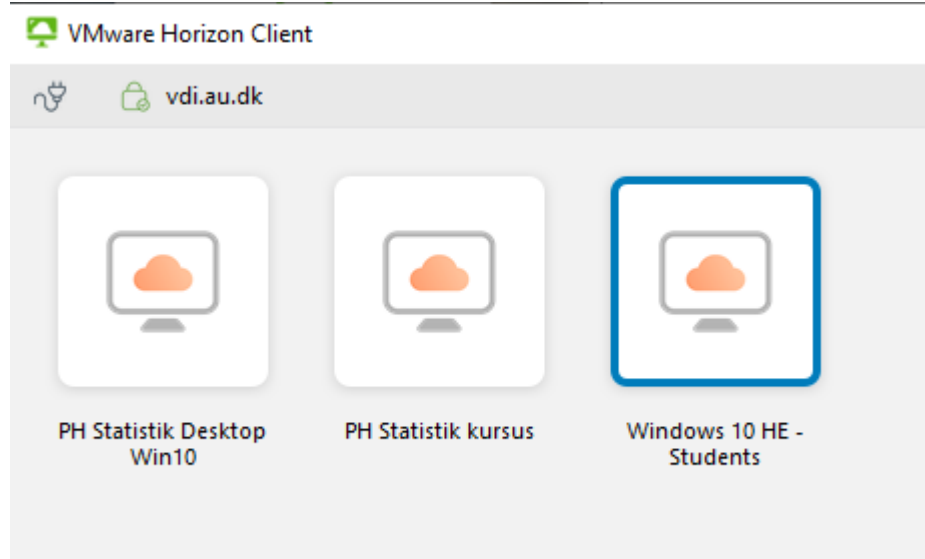 VMware Horizon Client
vdi.au.dk
PH Statistik Desktop
Win10
PH Statistik kursus
Windows 10 HE -
Students